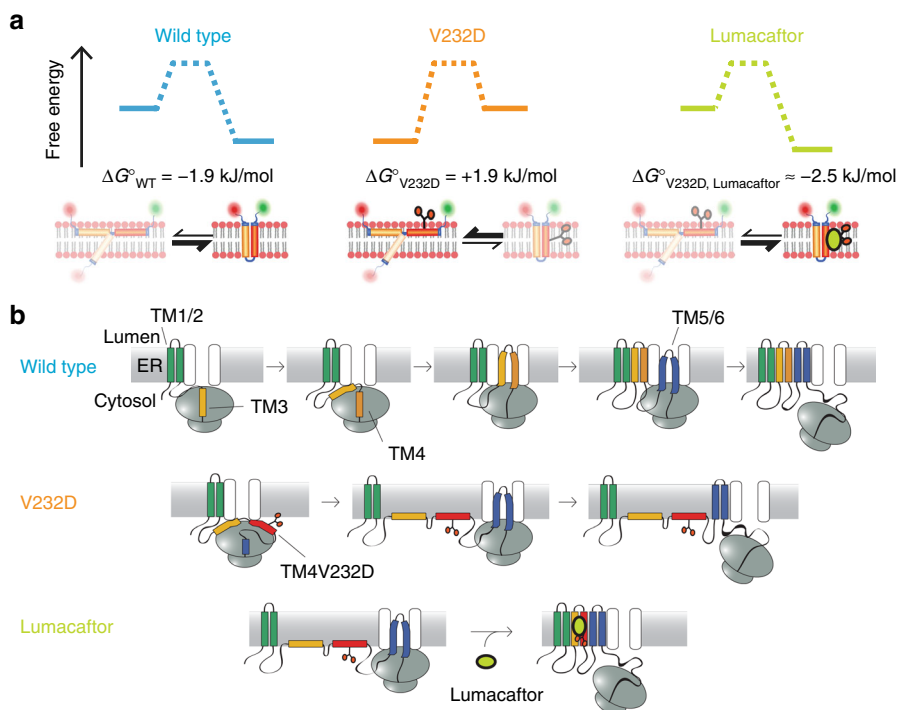 a
Wild type V232D Lumacaftor
Free energy
ΔG°WT = −1.9 kJ/mol ΔG°V232D = +1.9 kJ/mol ΔG°V232D, Lumacaftor ≈ −2.5 kJ/mol
b
TM1/2 TM5/6
Lumen
Wild type
ER
Cytosol
TM3
TM4
V232D
TM4V232D
Lumacaftor
Lumacaftor